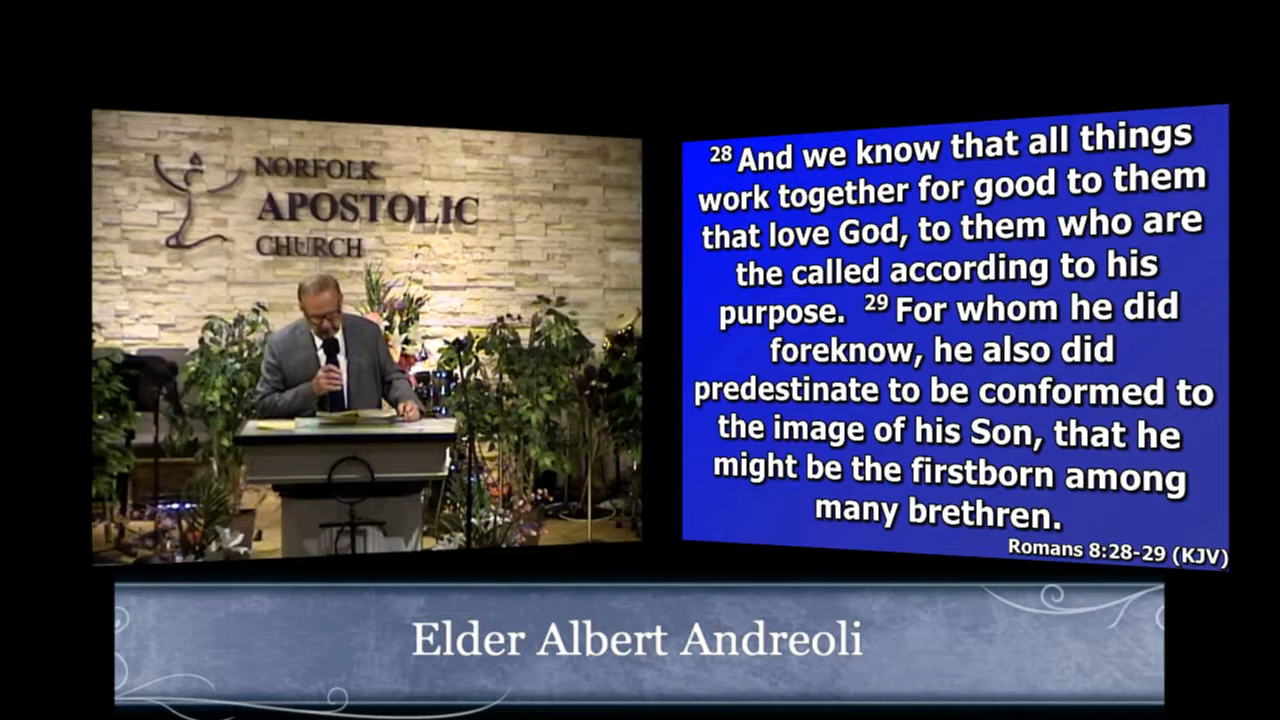 NORFOLK
APOSTOLIC
CHURCH
28 And we know that all things
work together for good to them
that love God, to them who are
the called according to his
purpose. 29 For whom he did
foreknow, he also did
predestinate to be conformed to
the image of his Son, that he
might be the firstborn among
many brethren.
Romans 8:28-29 (KJV)
Elder Albert Andreoli